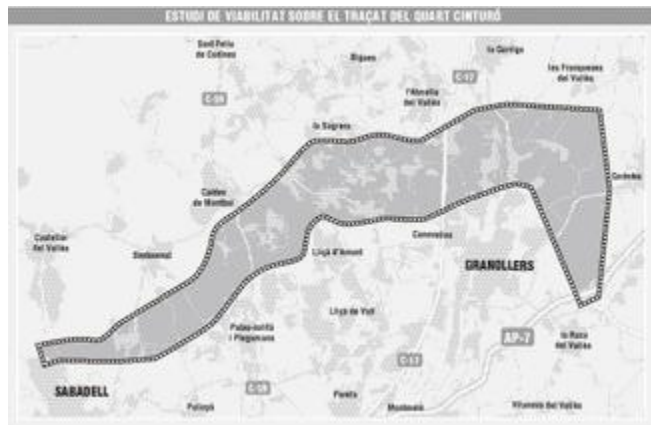 ESTUDI DE VIABILITAT SOBRE EL TRAÇAT DEL QUART CINTURÓ
Sant Feliu
de Codines
Bigues
la Garriga
les Franqueses
del Vallès
C-17
C-59
l'Ametlla
del Vallès
la Sagrera
Cardedeu
Caldes
de Montbui
Castellar
del Vallès
Sentmenat
Lliçà d'Amunt
Canovelles
GRANOLLERS
Lliçà de Vall
Palau-solità
i Plegamans
AP-7
la Roca
del Vallès
C-17
SABADELL
C-59
Polinyà
Parets
Montmeló
Vilanova del Vallès